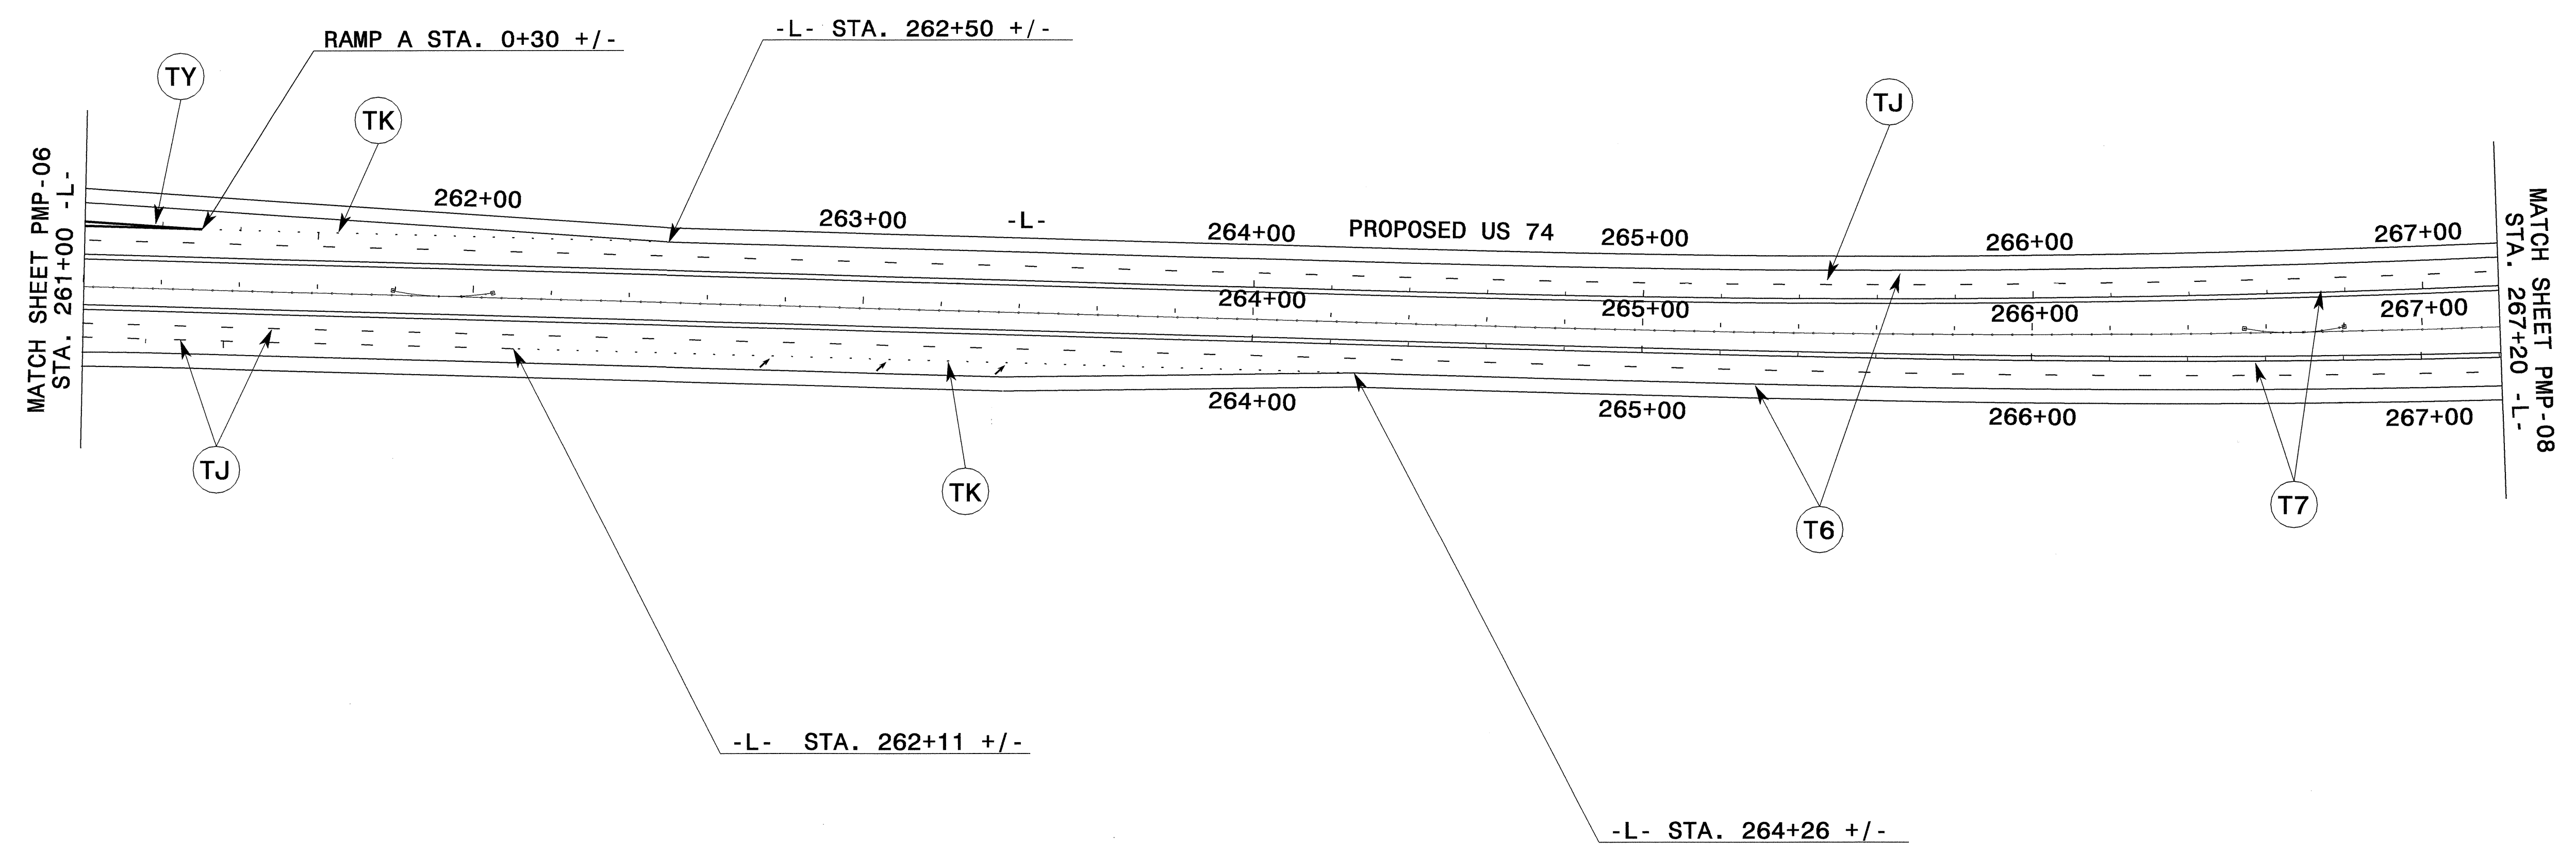 RAMP A STA. 0+30 +/-
-L- STA. 262+50 +/-
TY
TK
TJ
MATCH SHEET PMP-06
STA. 261+00 -L-
262+00
263+00
-L-
264+00
PROPOSED US 74
265+00
266+00
267+00
264+00
265+00
266+00
267+00
264+00
265+00
266+00
267+00
MATCH SHEET PMP-08
STA. 267+20 -L-
TJ
TK
T6
T7
-L- STA. 262+11 +/-
-L- STA. 264+26 +/-